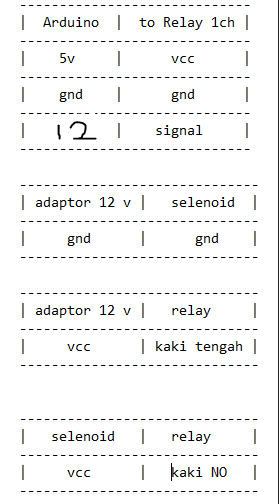 | Arduino | to Relay 1ch |
| 5v | vcc |
| gnd | gnd |
| 12 | signal |
| adaptor 12 v | selenoid |
| gnd | gnd |
| adaptor 12 v | relay |
| vcc | kaki tengah |
| selenoid | relay |
| vcc | kaki NO |